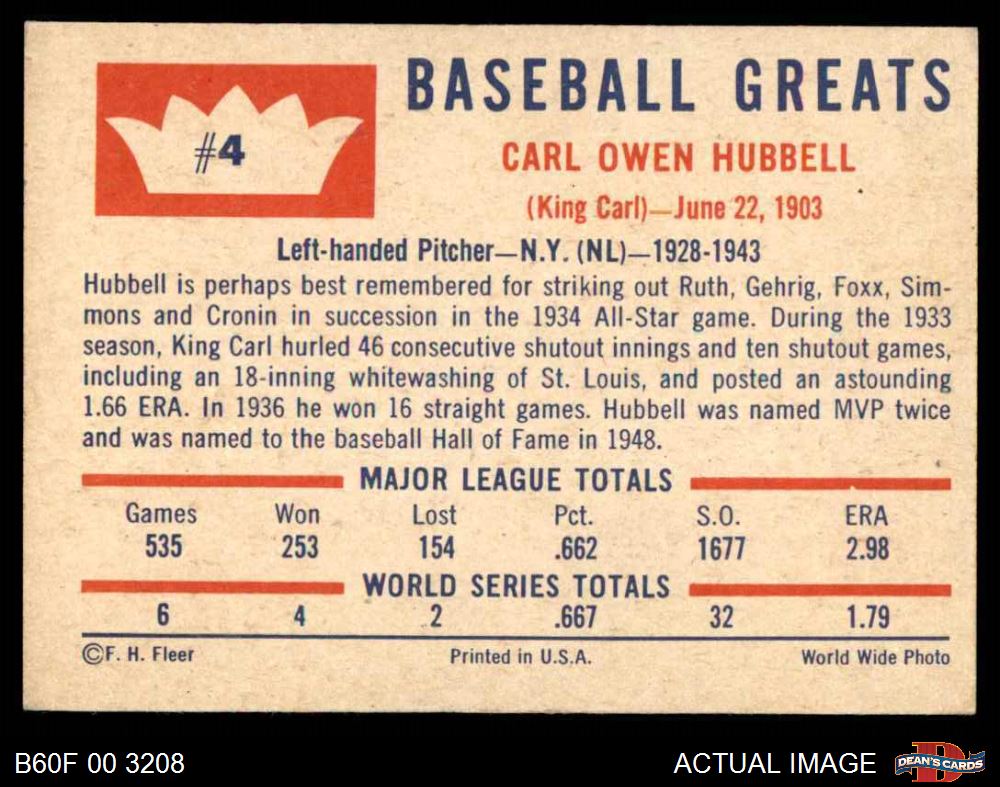 #4
BASEBALL GREATS
CARL OWEN HUBBELL
(King Carl)—June 22, 1903
Left-handed Pitcher—N.Y. (NL)—1928-1943
Hubbell is perhaps best remembered for striking out Ruth, Gehrig, Foxx, Sim-
mons and Cronin in succession in the 1934 All-Star game. During the 1933
season, King Carl hurled 46 consecutive shutout innings and ten shutout games,
including an 18-inning whitewashing of St. Louis, and posted an astounding
1.66 ERA. In 1936 he won 16 straight games. Hubbell was named MVP twice
and was named to the baseball Hall of Fame in 1948.
MAJOR LEAGUE TOTALS
Games Won Lost Pct. S.O. ERA
535 253 154 .662 1677 2.98
WORLD SERIES TOTALS
6 4 2 .667 32 1.79
©F. H. Fleer Printed in U.S.A. World Wide Photo
B60F 00 3208 ACTUAL IMAGE DEAN'S CARDS